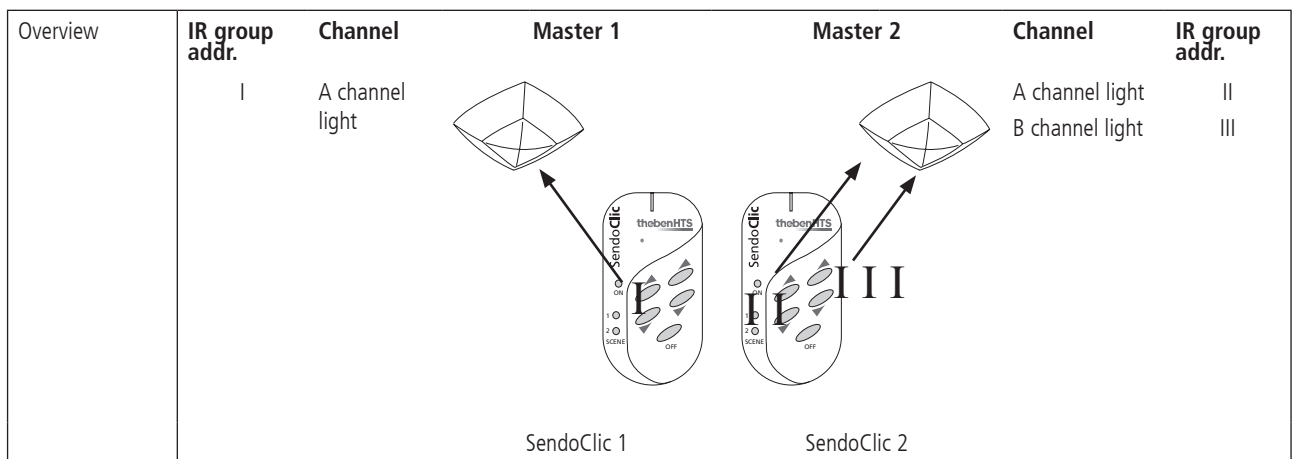 Overview
IR group addr. Channel Master 1 Master 2 Channel IR group addr.
I A channel light A channel light II
B channel light III
SendoClic thebenHTS
ON
I
1
2
SCENE
OFF
SendoClic thebenHTS
ON
II
III
1
2
SCENE
OFF
SendoClic 1 SendoClic 2